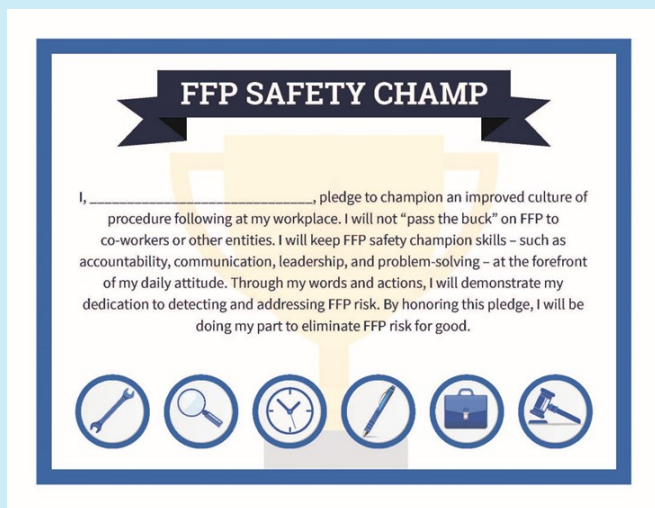 FFP SAFETY CHAMP
I, ______________________________, pledge to champion an improved culture of
procedure following at my workplace. I will not “pass the buck” on FFP to
co-workers or other entities. I will keep FFP safety champion skills – such as
accountability, communication, leadership, and problem-solving – at the forefront
of my daily attitude. Through my words and actions, I will demonstrate my
dedication to detecting and addressing FFP risk. By honoring this pledge, I will be
doing my part to eliminate FFP risk for good.